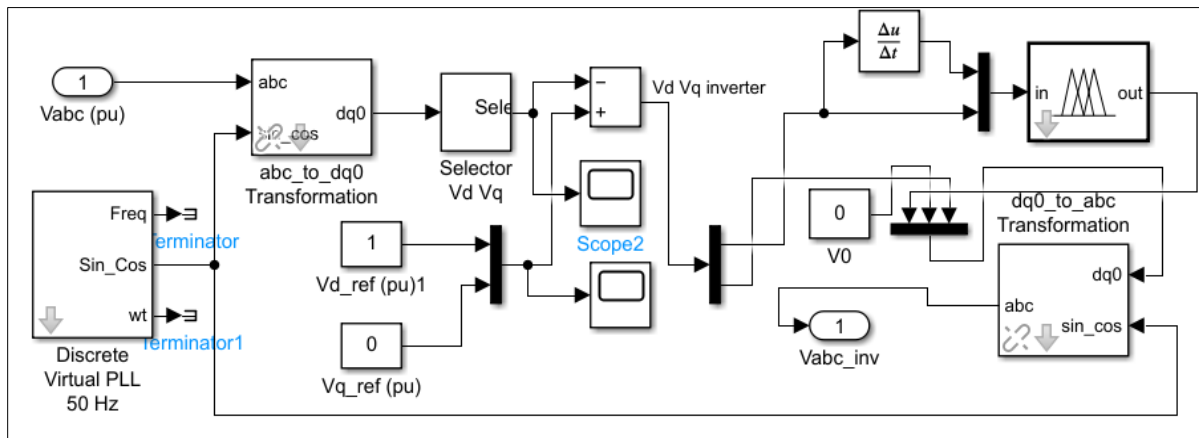 1
Vabc (pu)
abc
dq0
abc_to_dq0
Transformation
Sele
Selector
Vd Vq
−
+
Vd Vq inverter
Δu
Δt
in
out
Freq
Sin_Cos
wt
Terminator
Terminator1
Discrete
Virtual PLL
50 Hz
1
Vd_ref (pu)1
0
Vq_ref (pu)
Scope2
0
V0
dq0_to_abc
Transformation
dq0
abc
sin_cos
1
Vabc_inv